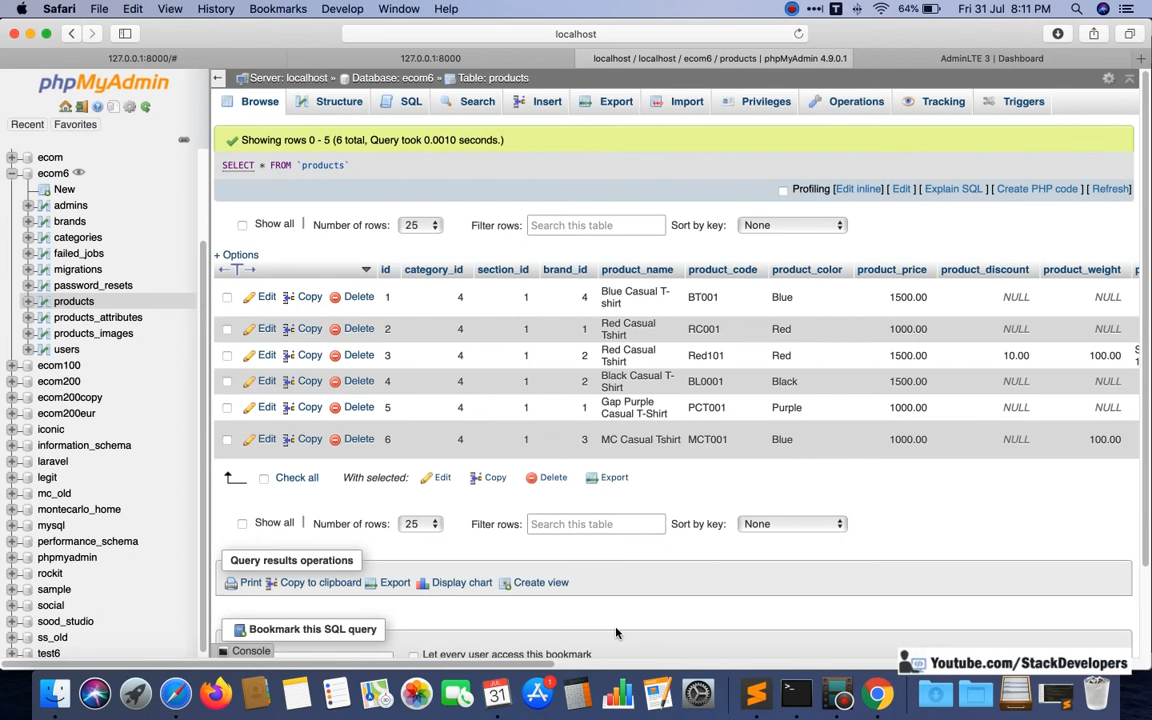 Safari File Edit View History Bookmarks Develop Window Help 64% Fri 31 Jul 8:11 PM
localhost
127.0.0.1:8000/# 127.0.0.1:8000 localhost / localhost / ecom6 / products | phpMyAdmin 4.9.0.1 AdminLTE 3 | Dashboard
phpMyAdmin
Recent Favorites
ecom
ecom6
New
admins
brands
categories
failed_jobs
migrations
password_resets
products
products_attributes
products_images
users
ecom100
ecom200
ecom200copy
ecom200eur
iconic
information_schema
laravel
legit
mc_old
montecarlo_home
mysql
performance_schema
phpmyadmin
rockit
sample
social
sood_studio
ss_old
test6
Server: localhost » Database: ecom6 » Table: products
Browse Structure SQL Search Insert Export Import Privileges Operations Tracking Triggers
Showing rows 0 - 5 (6 total, Query took 0.0010 seconds.)
SELECT * FROM `products`
Profiling [Edit inline] [ Edit ] [ Explain SQL ] [ Create PHP code ] [ Refresh]
Show all Number of rows: 25 Filter rows: Search this table Sort by key: None
+ Options
←T→ id category_id section_id brand_id product_name product_code product_color product_price product_discount product_weight
Edit Copy Delete 1 4 1 4 Blue Casual T-shirt BT001 Blue 1500.00 NULL NULL
Edit Copy Delete 2 4 1 1 Red Casual Tshirt RC001 Red 1000.00 NULL NULL
Edit Copy Delete 3 4 1 2 Red Casual Tshirt Red101 Red 1500.00 10.00 100.00
Edit Copy Delete 4 4 1 2 Black Casual T-Shirt BL0001 Black 1500.00 NULL NULL
Edit Copy Delete 5 4 1 1 Gap Purple Casual T-Shirt PCT001 Purple 1000.00 NULL NULL
Edit Copy Delete 6 4 1 3 MC Casual Tshirt MCT001 Blue 1000.00 NULL 100.00
Check all With selected: Edit Copy Delete Export
Show all Number of rows: 25 Filter rows: Search this table Sort by key: None
Query results operations
Print Copy to clipboard Export Display chart Create view
Bookmark this SQL query
Console
Let every user access this bookmark
Youtube.com/StackDevelopers
JUL
31
1